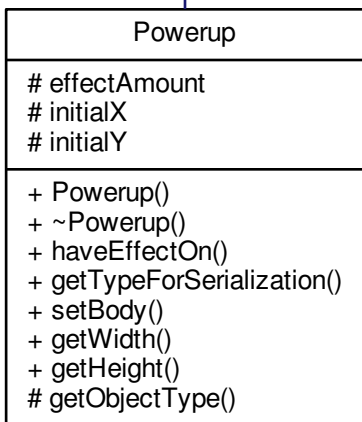 Powerup
# effectAmount
# initialX
# initialY
+ Powerup()
+ ~Powerup()
+ haveEffectOn()
+ getTypeForSerialization()
+ setBody()
+ getWidth()
+ getHeight()
# getObjectType()